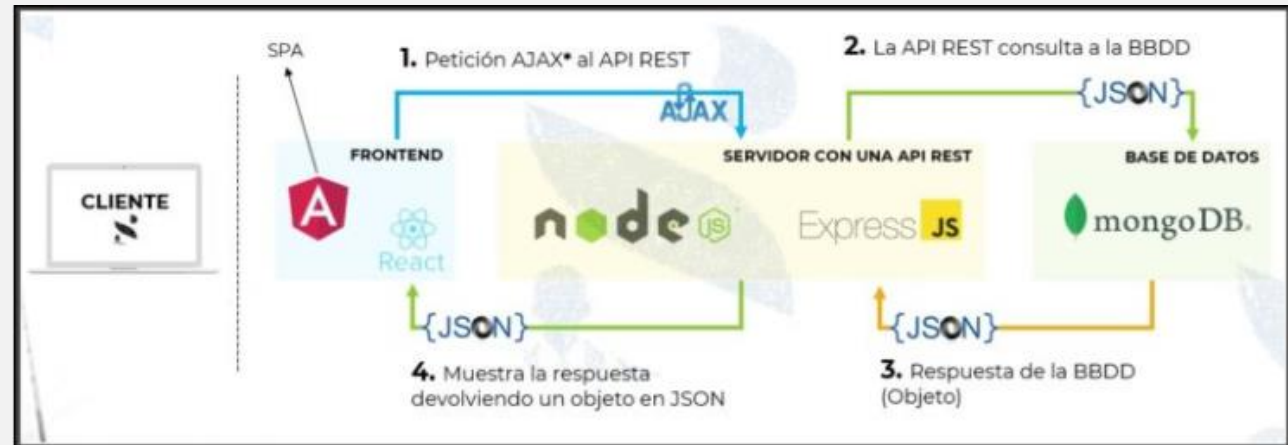 SPA
1. Petición AJAX* al API REST
2. La API REST consulta a la BBDD
AJAX
{JSON}
FRONTEND
SERVIDOR CON UNA API REST
BASE DE DATOS
CLIENTE
A
React
node JS
Express JS
mongoDB.
{JSON}
{JSON}
4. Muestra la respuesta
devolviendo un objeto en JSON
3. Respuesta de la BBDD
(Objeto)